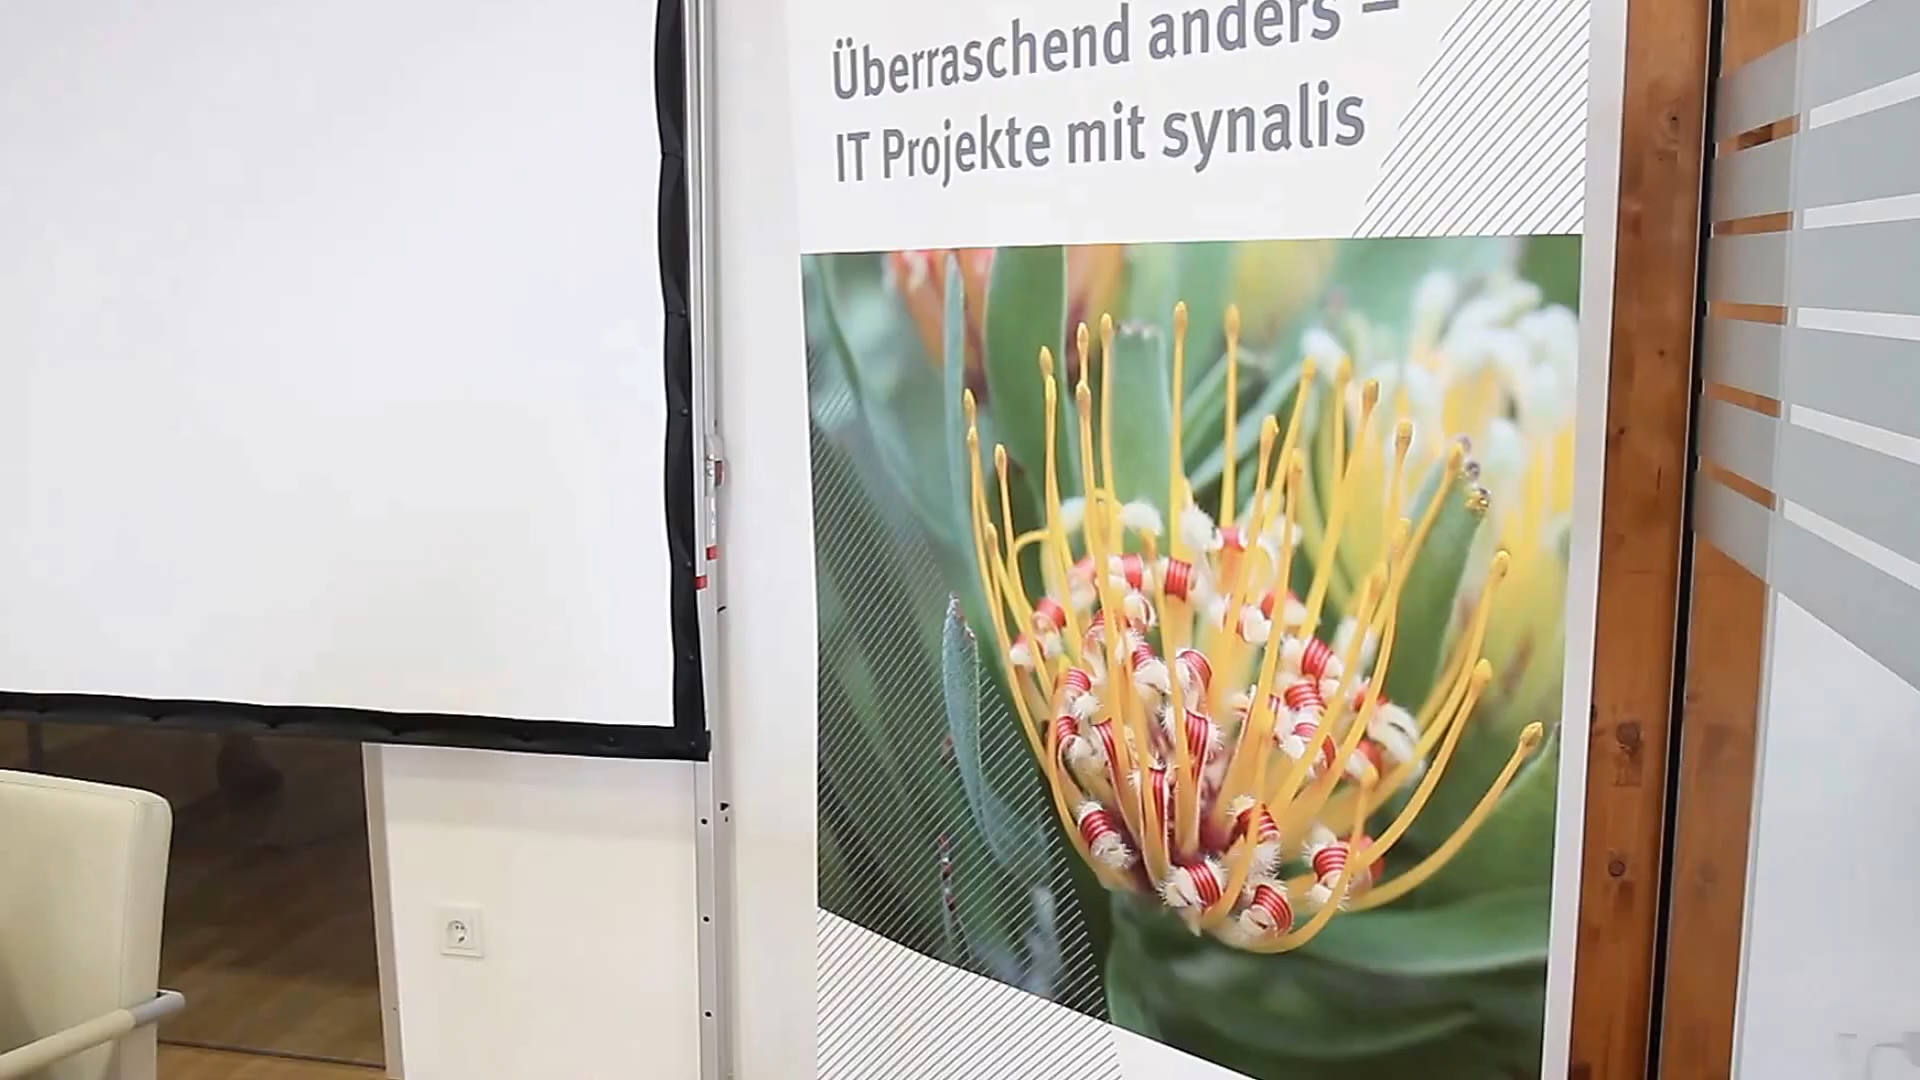 Überraschend anders –
IT Projekte mit synalis